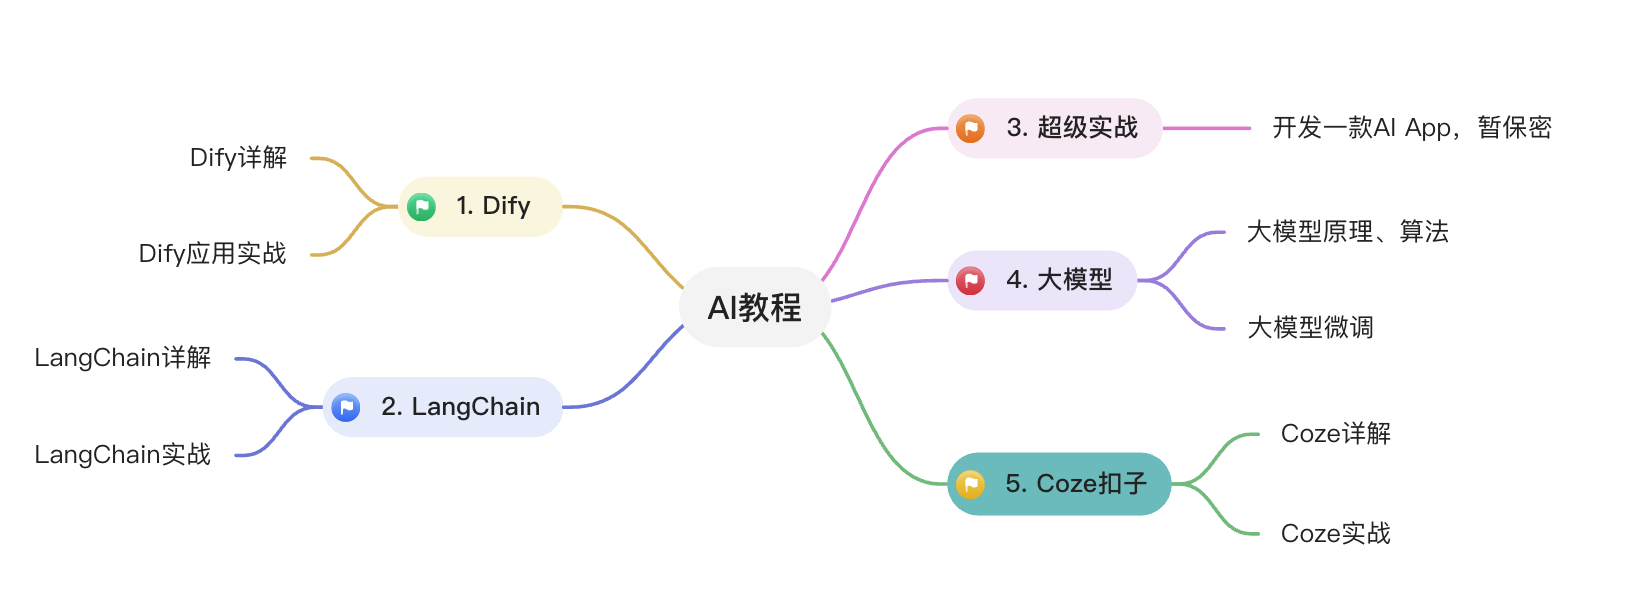 AI教程
1. Dify
Dify详解
Dify应用实战
2. LangChain
LangChain详解
LangChain实战
3. 超级实战
开发一款AI App，暂保密
4. 大模型
大模型原理、算法
大模型微调
5. Coze扣子
Coze详解
Coze实战